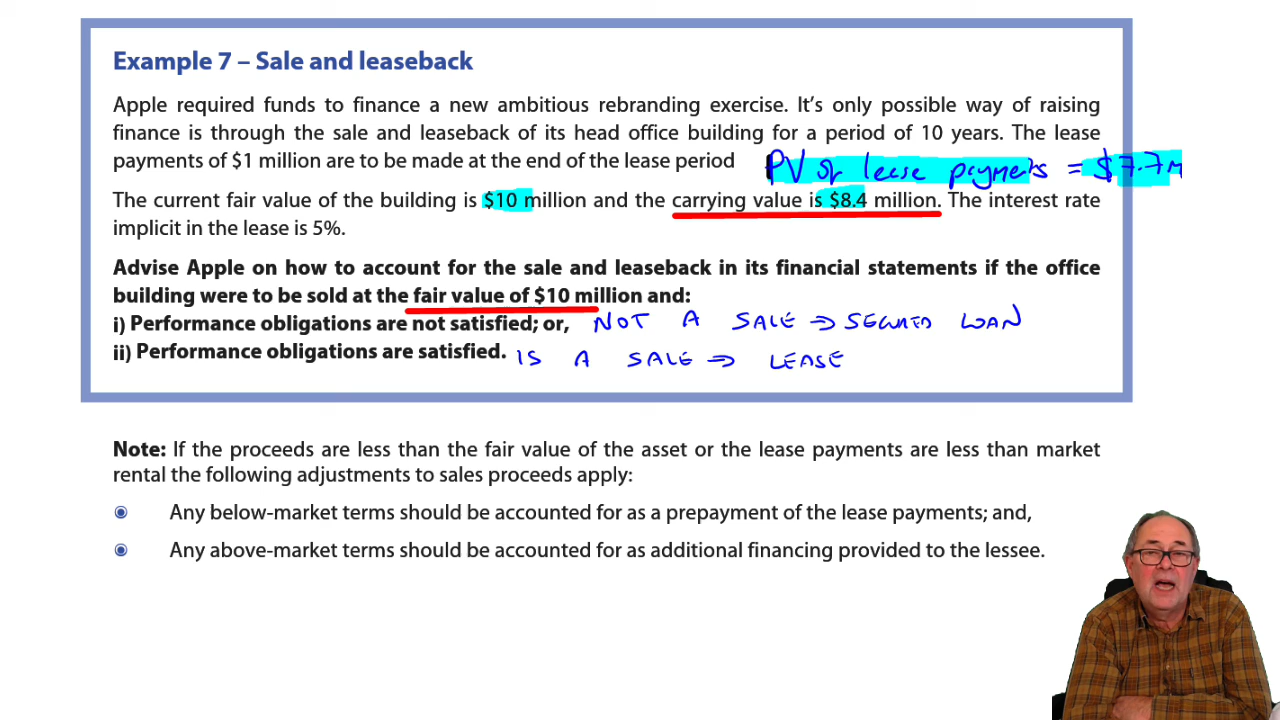 Example 7 – Sale and leaseback
Apple required funds to finance a new ambitious rebranding exercise. It's only possible way of raising
finance is through the sale and leaseback of its head office building for a period of 10 years. The lease
payments of $1 million are to be made at the end of the lease period
PV of lease payments = $7.7m
The current fair value of the building is $10 million and the carrying value is $8.4 million. The interest rate
implicit in the lease is 5%.
Advise Apple on how to account for the sale and leaseback in its financial statements if the office
building were to be sold at the fair value of $10 million and:
i) Performance obligations are not satisfied; or, NOT A SALE ⇒ SECURED LOAN
ii) Performance obligations are satisfied. IS A SALE ⇒ LEASE
Note: If the proceeds are less than the fair value of the asset or the lease payments are less than market
rental the following adjustments to sales proceeds apply:
Any below-market terms should be accounted for as a prepayment of the lease payments; and,
Any above-market terms should be accounted for as additional financing provided to the lessee.